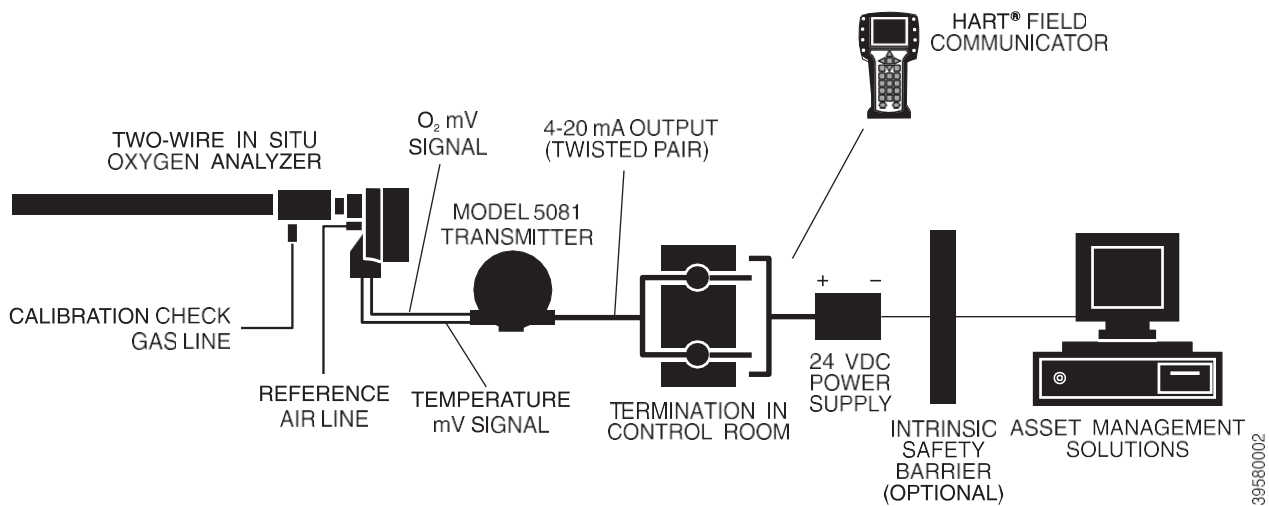 HART® FIELD
COMMUNICATOR
TWO-WIRE IN SITU
OXYGEN ANALYZER
O₂ mV
SIGNAL
4-20 mA OUTPUT
(TWISTED PAIR)
MODEL 5081
TRANSMITTER
CALIBRATION CHECK
GAS LINE
REFERENCE
AIR LINE
TEMPERATURE
mV SIGNAL
TERMINATION IN
CONTROL ROOM
+ −
24 VDC
POWER
SUPPLY
INTRINSIC
SAFETY
BARRIER
(OPTIONAL)
ASSET MANAGEMENT
SOLUTIONS
39580002